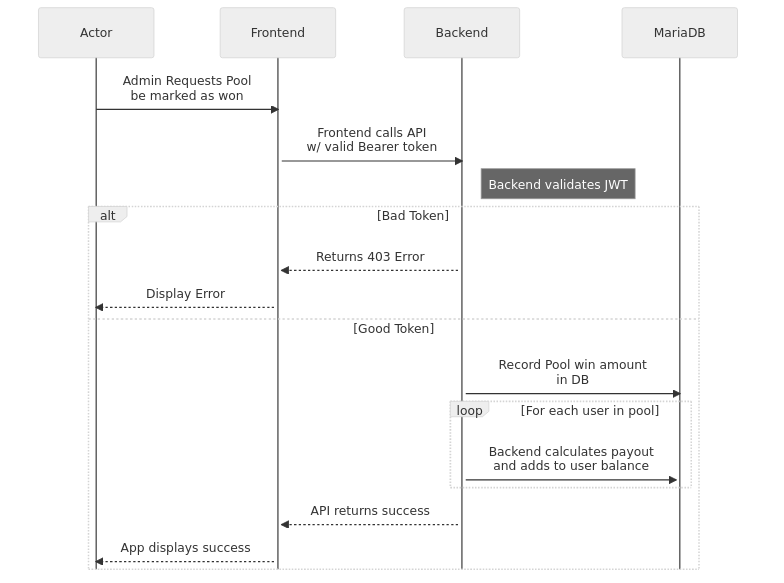 Actor
Frontend
Backend
MariaDB
Admin Requests Pool
be marked as won
Frontend calls API
w/ valid Bearer token
Backend validates JWT
alt
[Bad Token]
Returns 403 Error
Display Error
[Good Token]
Record Pool win amount
in DB
loop
[For each user in pool]
Backend calculates payout
and adds to user balance
API returns success
App displays success